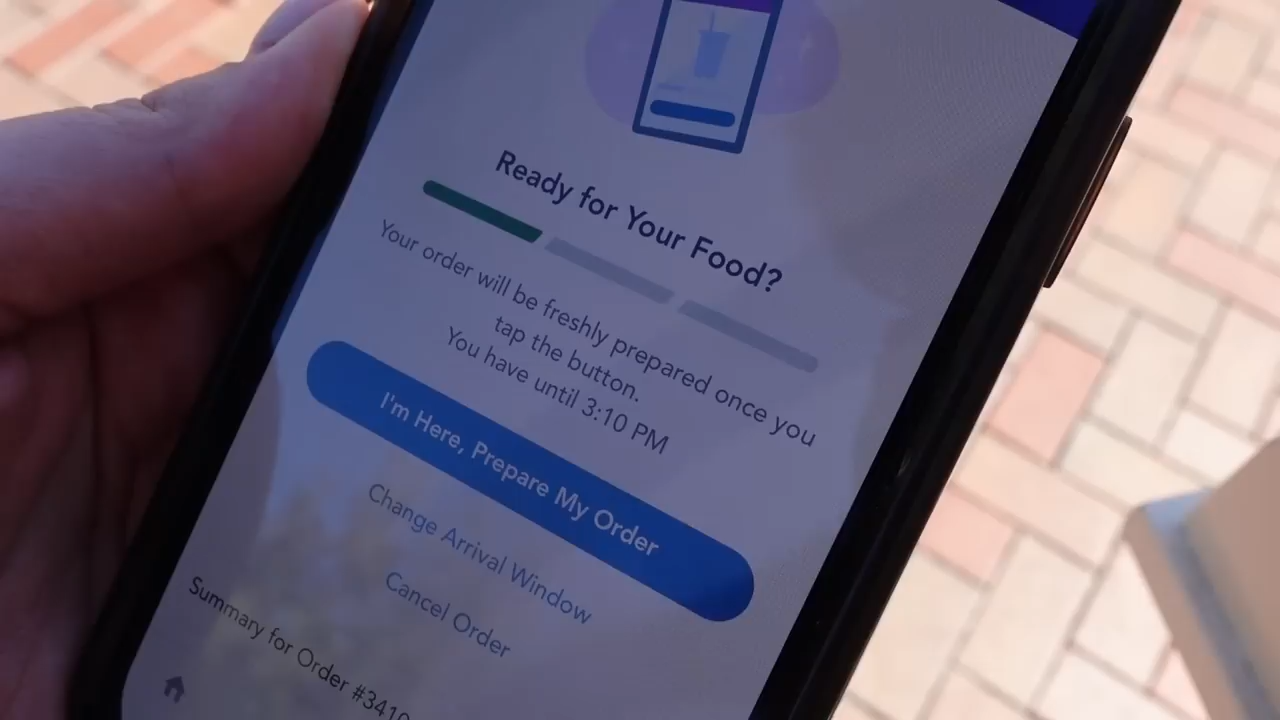 Ready for Your Food?
Your order will be freshly prepared once you
tap the button.
You have until 3:10 PM
I'm Here, Prepare My Order
Change Arrival Window
Cancel Order
Summary for Order #3410